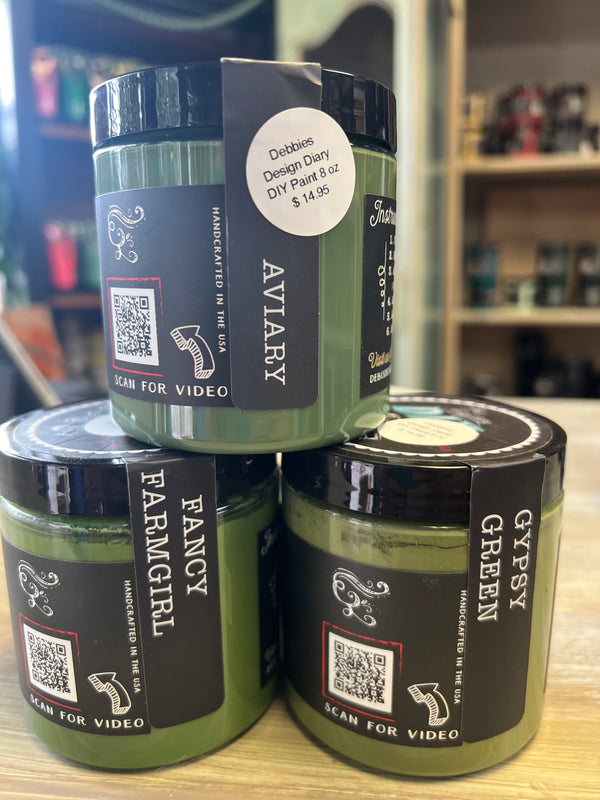 Debbies
Design Diary
DIY Paint 8 oz
$ 14.95
HANDCRAFTED IN THE USA
AVIARY
SCAN FOR VIDEO
FANCY
FARMGIRL
HANDCRAFTED IN THE USA
SCAN FOR VIDEO
GYPSY
GREEN
HANDCRAFTED IN THE USA
SCAN FOR VIDEO